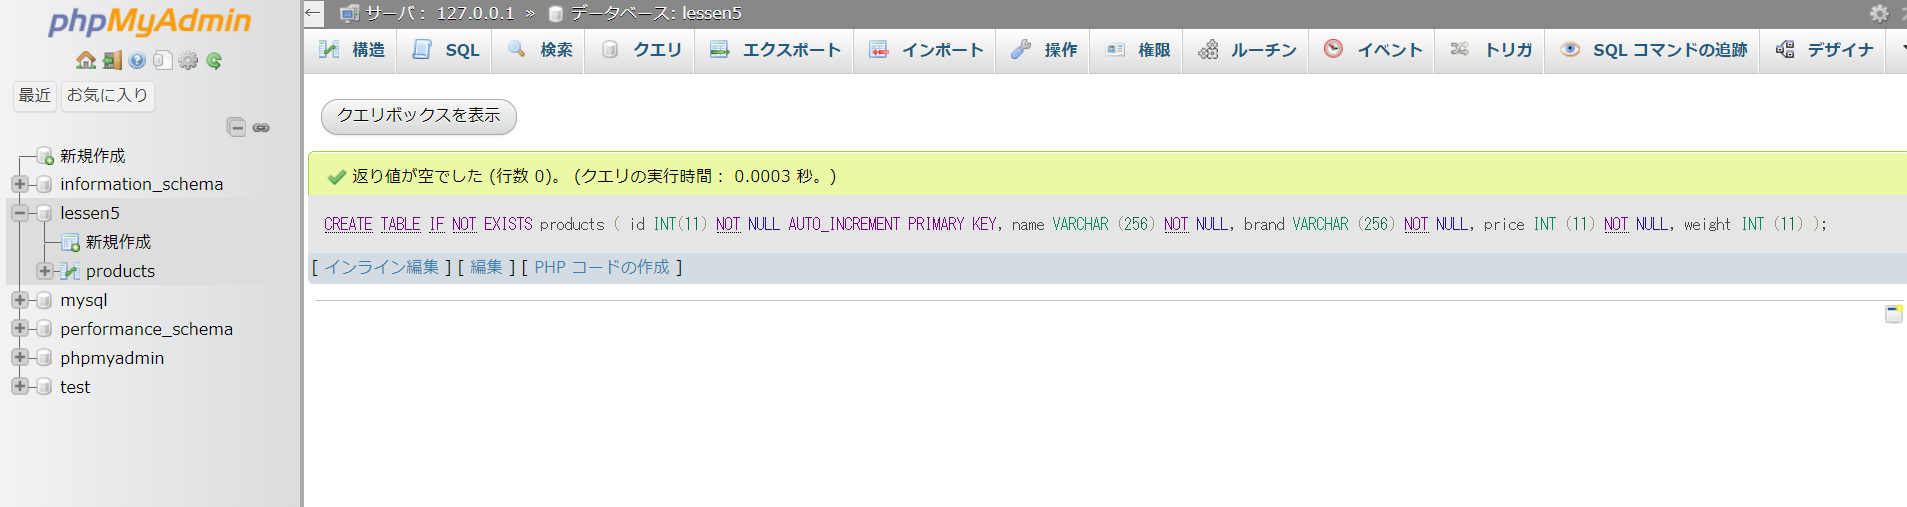 phpMyAdmin
最近 お気に入り
新規作成
information_schema
lessen5
新規作成
products
mysql
performance_schema
phpmyadmin
test
← サーバ: 127.0.0.1 » データベース: lessen5
構造 SQL 検索 クエリ エクスポート インポート 操作 権限 ルーチン イベント トリガ SQL コマンドの追跡 デザイナ
クエリボックスを表示
返り値が空でした (行数 0)。 (クエリの実行時間: 0.0003 秒。)
CREATE TABLE IF NOT EXISTS products ( id INT(11) NOT NULL AUTO_INCREMENT PRIMARY KEY, name VARCHAR (256) NOT NULL, brand VARCHAR (256) NOT NULL, price INT (11) NOT NULL, weight INT (11) );
[ インライン編集 ] [ 編集 ] [ PHP コードの作成 ]